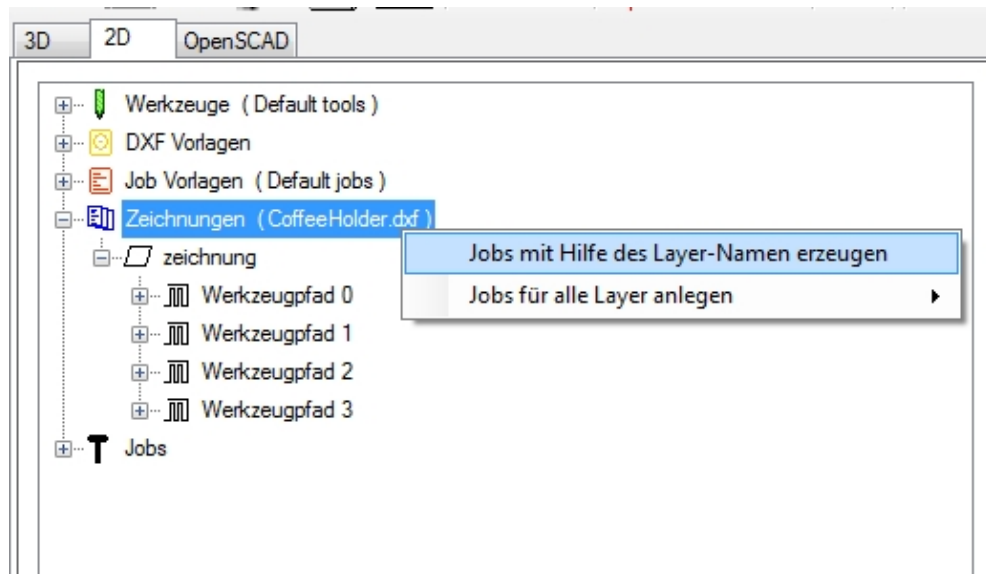 3D 2D OpenSCAD
Werkzeuge ( Default tools )
DXF Vorlagen
Job Vorlagen ( Default jobs )
Zeichnungen ( CoffeeHolder.dxf )
Jobs mit Hilfe des Layer-Namen erzeugen
zeichnung
Jobs für alle Layer anlegen
Werkzeugpfad 0
Werkzeugpfad 1
Werkzeugpfad 2
Werkzeugpfad 3
Jobs